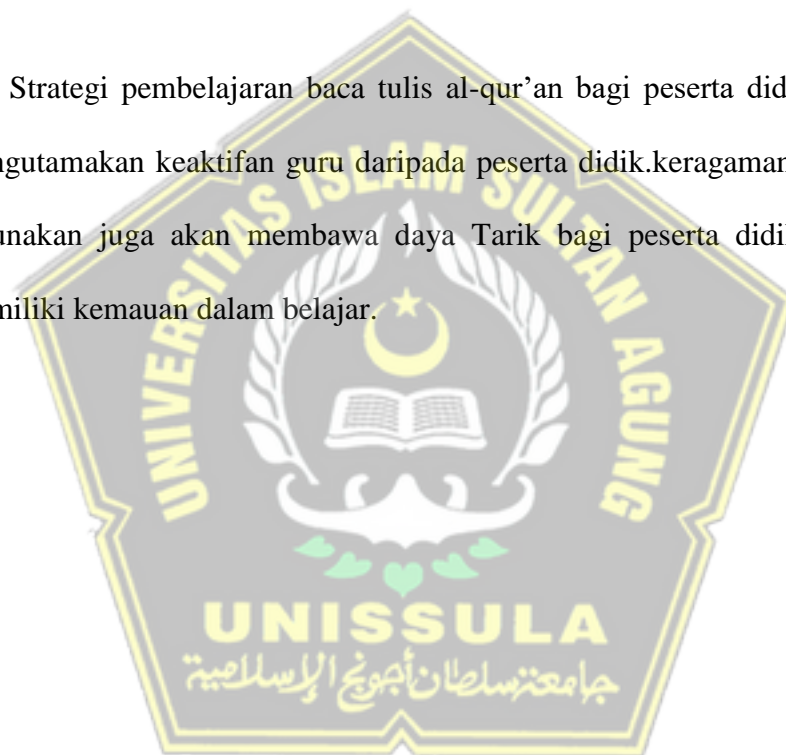 Strategi pembelajaran baca tulis al-qur’an bagi peserta did
ngutamakan keaktifan guru daripada peserta didik.keragaman
unakan juga akan membawa daya Tarik bagi peserta didik
miliki kemauan dalam belajar.
UNIVERSITAS ISLAM SULTAN AGUNG
UNISSULA
جامعة سلطان أجونج الإسلامية